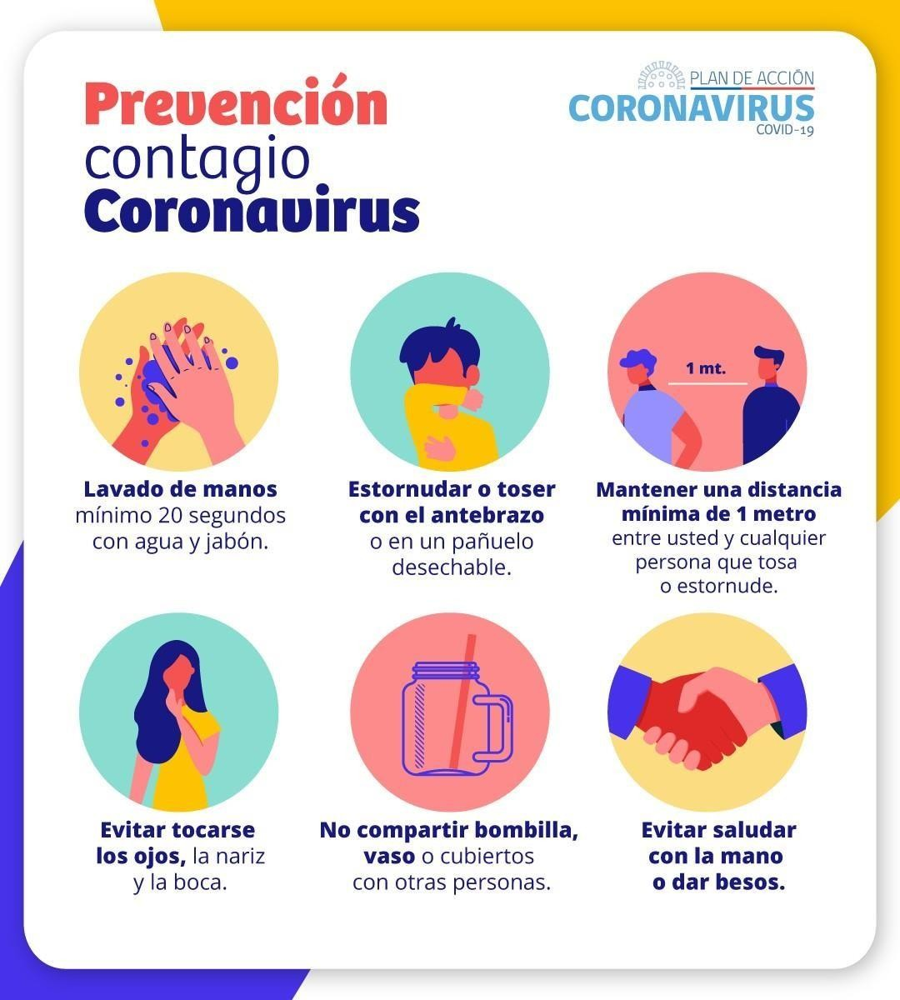 Prevención
contagio
Coronavirus
PLAN DE ACCIÓN
CORONAVIRUS
COVID-19
Lavado de manos
mínimo 20 segundos
con agua y jabón.
Estornudar o toser
con el antebrazo
o en un pañuelo
desechable.
1 mt.
Mantener una distancia
mínima de 1 metro
entre usted y cualquier
persona que tosa
o estornude.
Evitar tocarse
los ojos, la nariz
y la boca.
No compartir bombilla,
vaso o cubiertos
con otras personas.
Evitar saludar
con la mano
o dar besos.